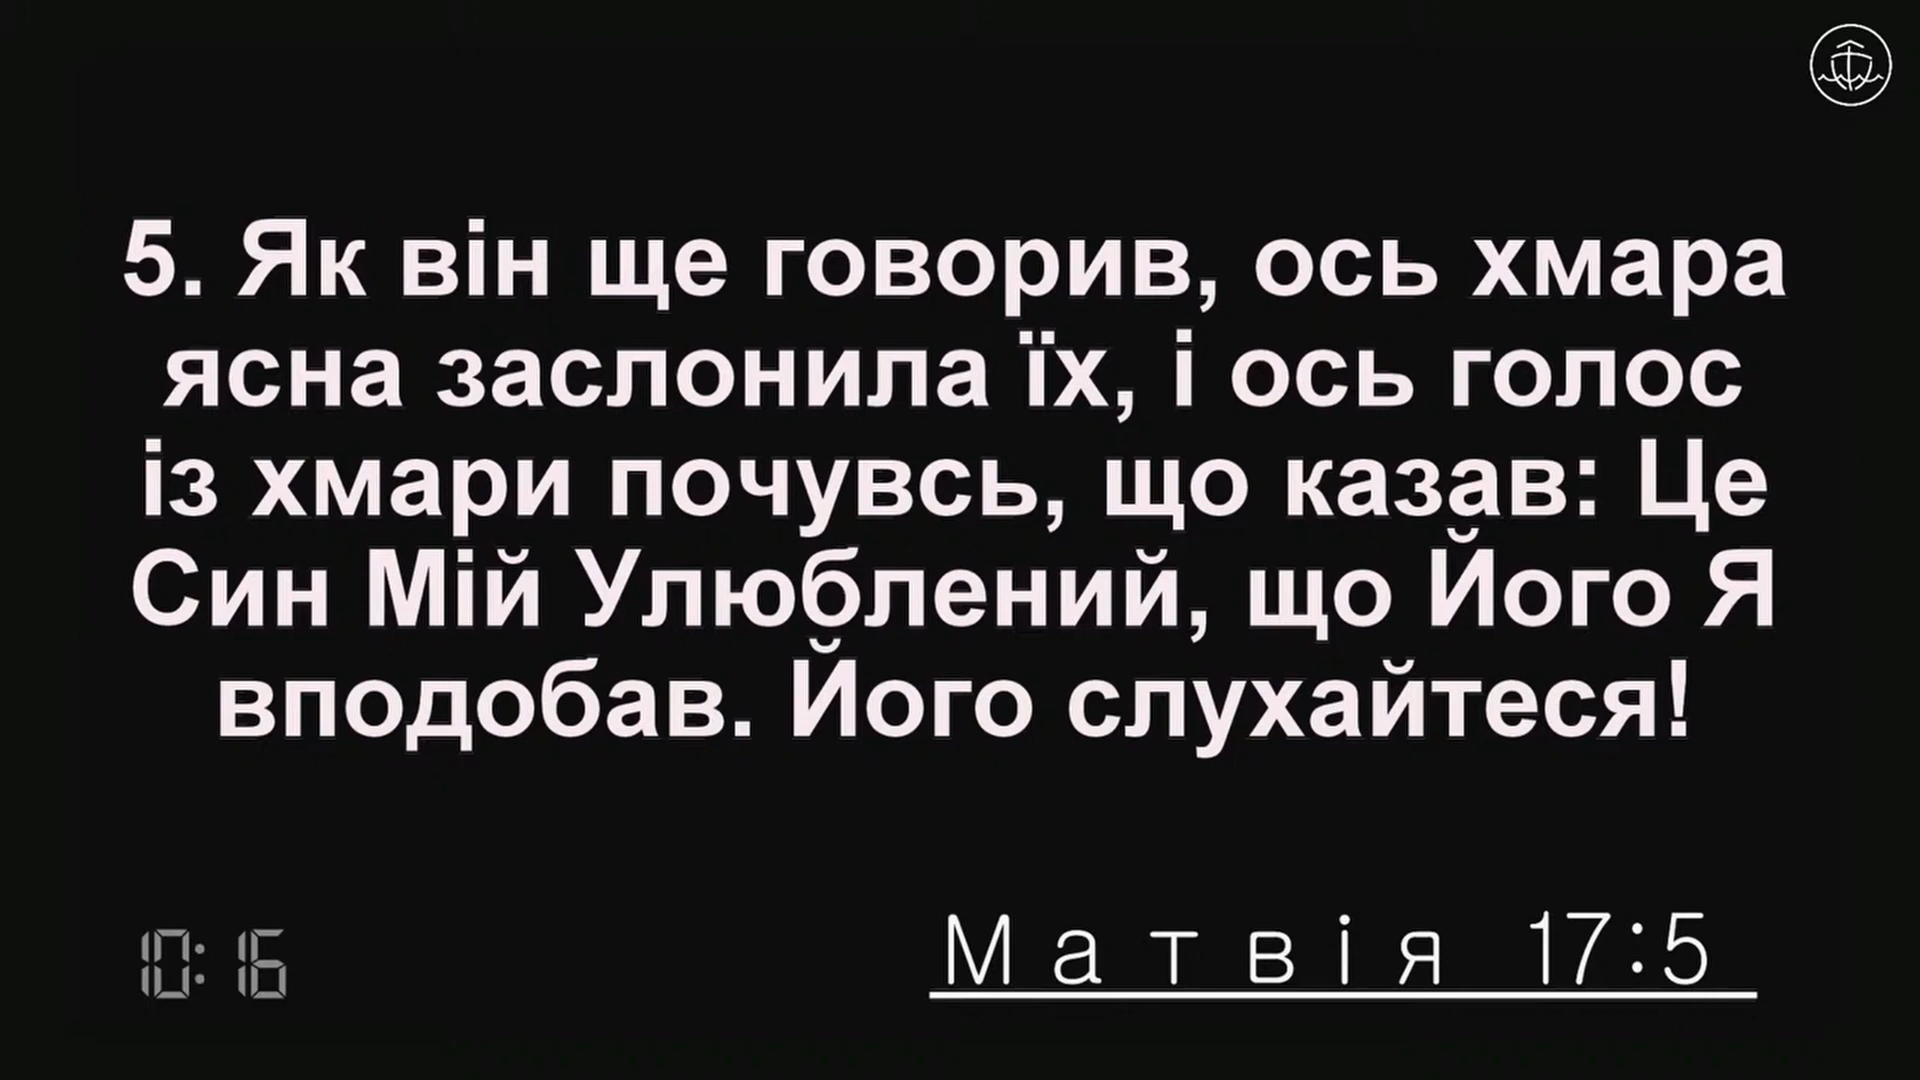 5. Як він ще говорив, ось хмара
ясна заслонила їх, і ось голос
із хмари почувсь, що казав: Це
Син Мій Улюблений, що Його Я
вподобав. Його слухайтеся!
10:16
Матвія 17:5